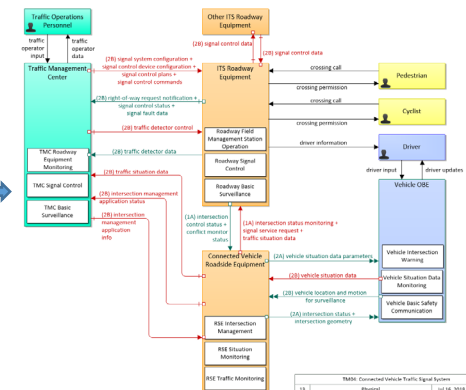 Traffic Operations
Personnel
Other ITS Roadway
Equipment
traffic
operator
input
traffic
operator
data
(2B) signal control data
(2B) signal control data
Traffic Management
Center
(2B) signal system configuration +
signal control device configuration +
signal control plans +
signal control commands
ITS Roadway
Equipment
crossing call
crossing permission
Pedestrian
(2B) right-of-way request notification +
signal control status +
signal fault data
crossing call
crossing permission
Cyclist
(2B) traffic detector control
Roadway Field
Management Station
Operation
driver information
Driver
TMC Roadway
Equipment
Monitoring
(2B) traffic detector data
Roadway Signal
Control
driver input
driver updates
(2B) traffic situation data
TMC Signal Control
Roadway Basic
Surveillance
Vehicle OBE
(2B) intersection management
application status
TMC Basic
Surveillance
(2B) intersection
management
application
info
(1A) intersection
control status +
conflict monitor
status
(1A) intersection status monitoring +
signal service request +
traffic situation data
Connected Vehicle
Roadside Equipment
(2A) vehicle situation data parameters
Vehicle Intersection
Warning
(2B) vehicle situation data
Vehicle Situation Data
Monitoring
(2B) vehicle location and motion
for surveillance
Vehicle Basic Safety
Communication
(2A) intersection status +
intersection geometry
RSE Intersection
Management
RSE Situation
Monitoring
RSE Traffic Monitoring
TM04: Connected Vehicle Traffic Signal System
Physical